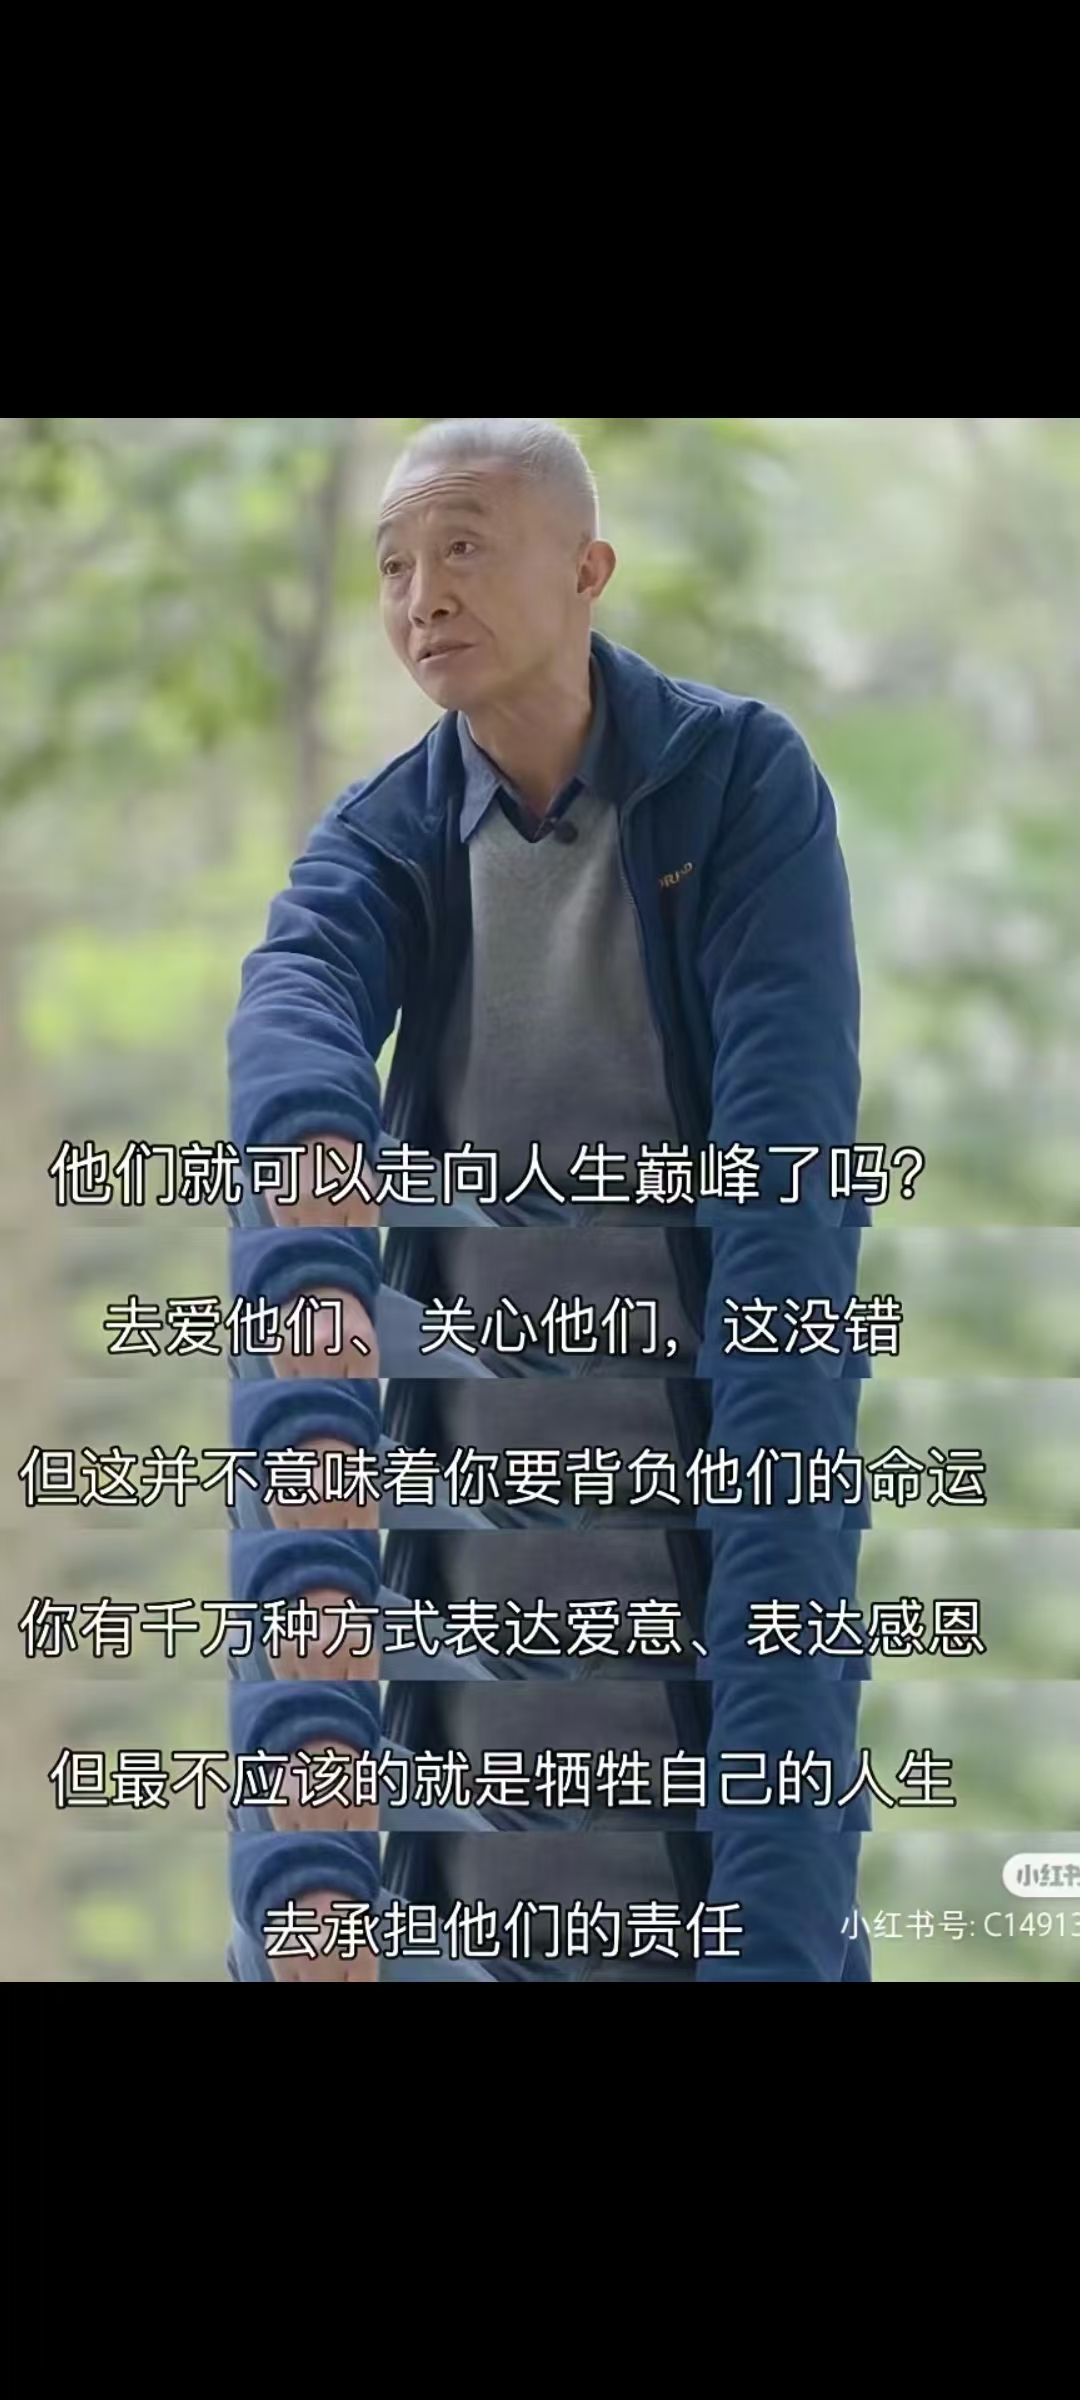 他们就可以走向人生巅峰了吗？
去爱他们、关心他们，这没错
但这并不意味着你要背负他们的命运
你有千万种方式表达爱意、表达感恩
但最不应该的就是牺牲自己的人生
小红书
去承担他们的责任
小红书号: C14913